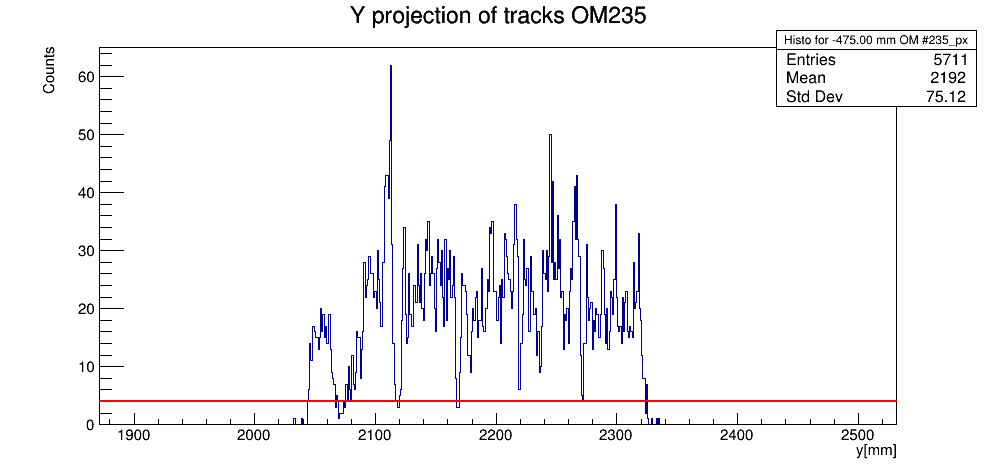 Y projection of tracks OM235
Histo for -475.00 mm OM #235_px
Entries 5711
Mean 2192
Std Dev 75.12
Counts
60
50
40
30
20
10
0
1900 2000 2100 2200 2300 2400 2500
y[mm]